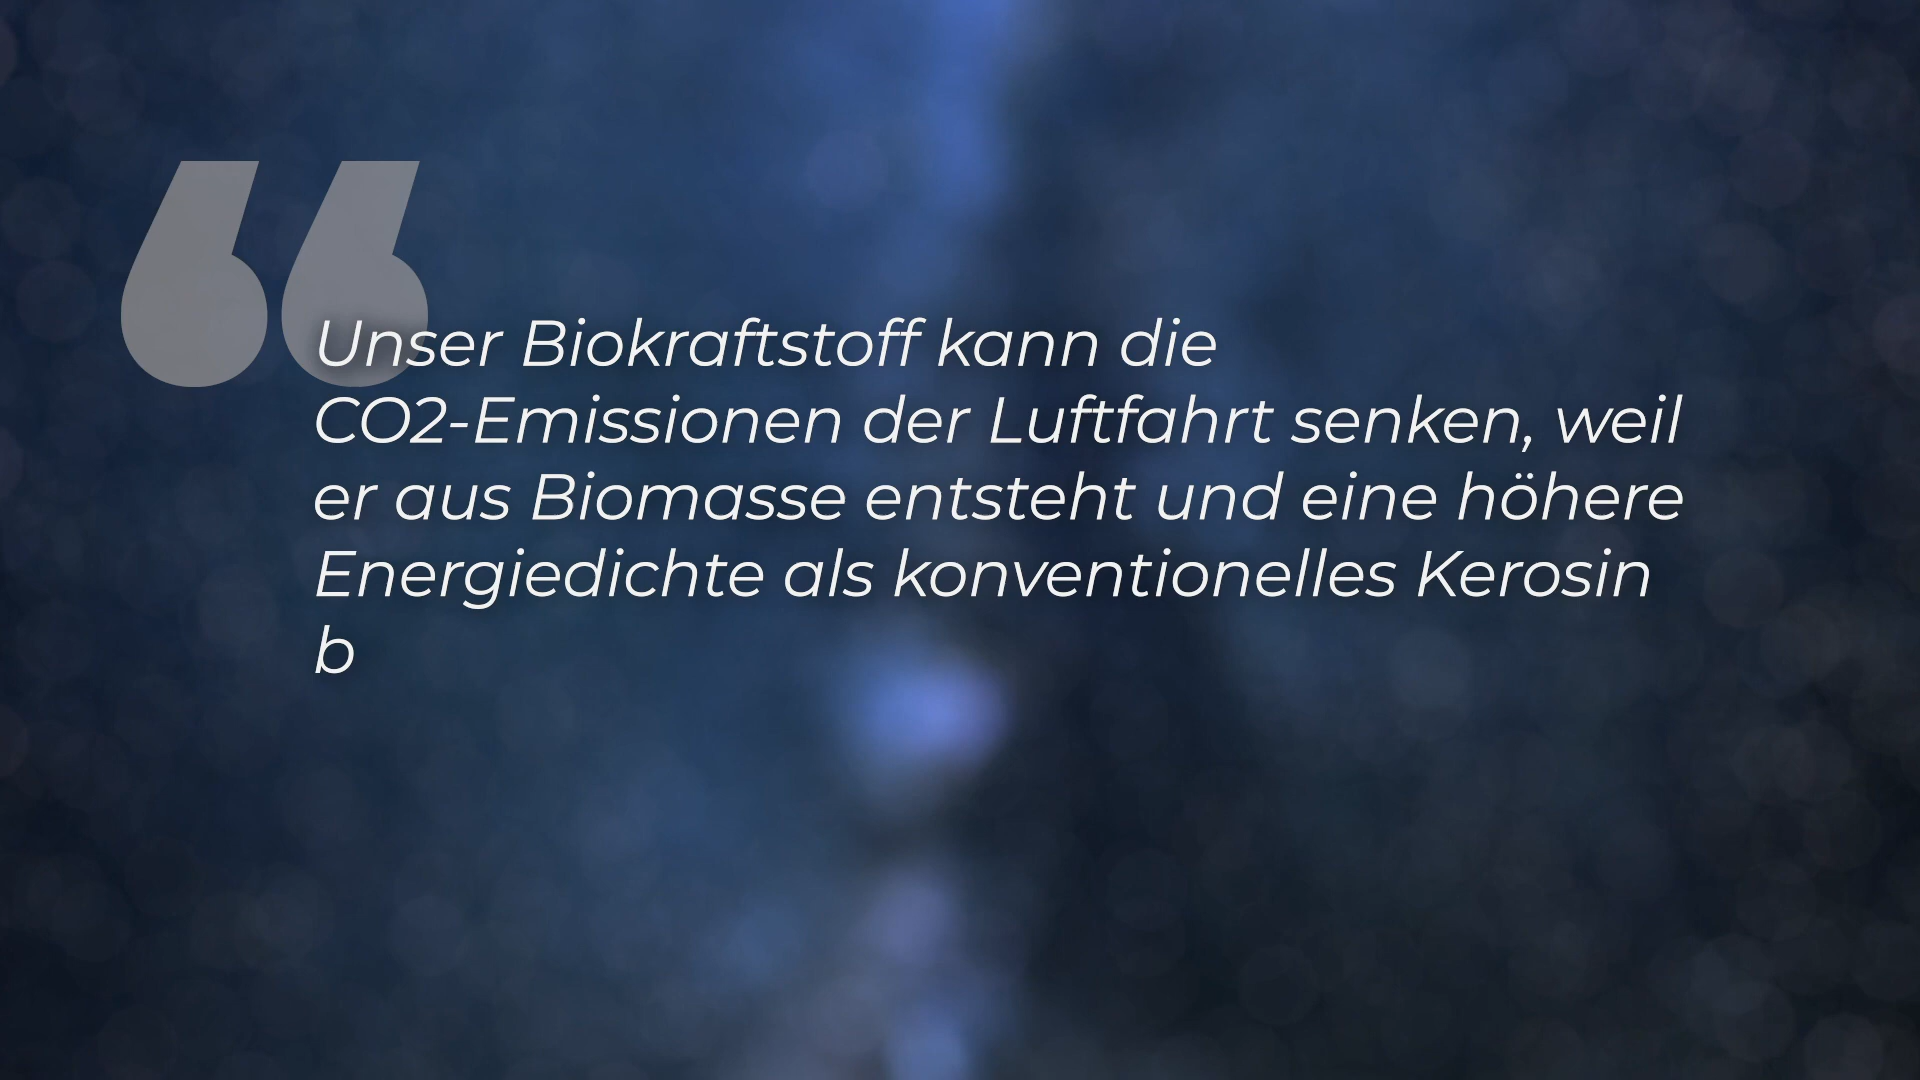 Unser Biokraftstoff kann die
CO2-Emissionen der Luftfahrt senken, weil
er aus Biomasse entsteht und eine höhere
Energiedichte als konventionelles Kerosin
b